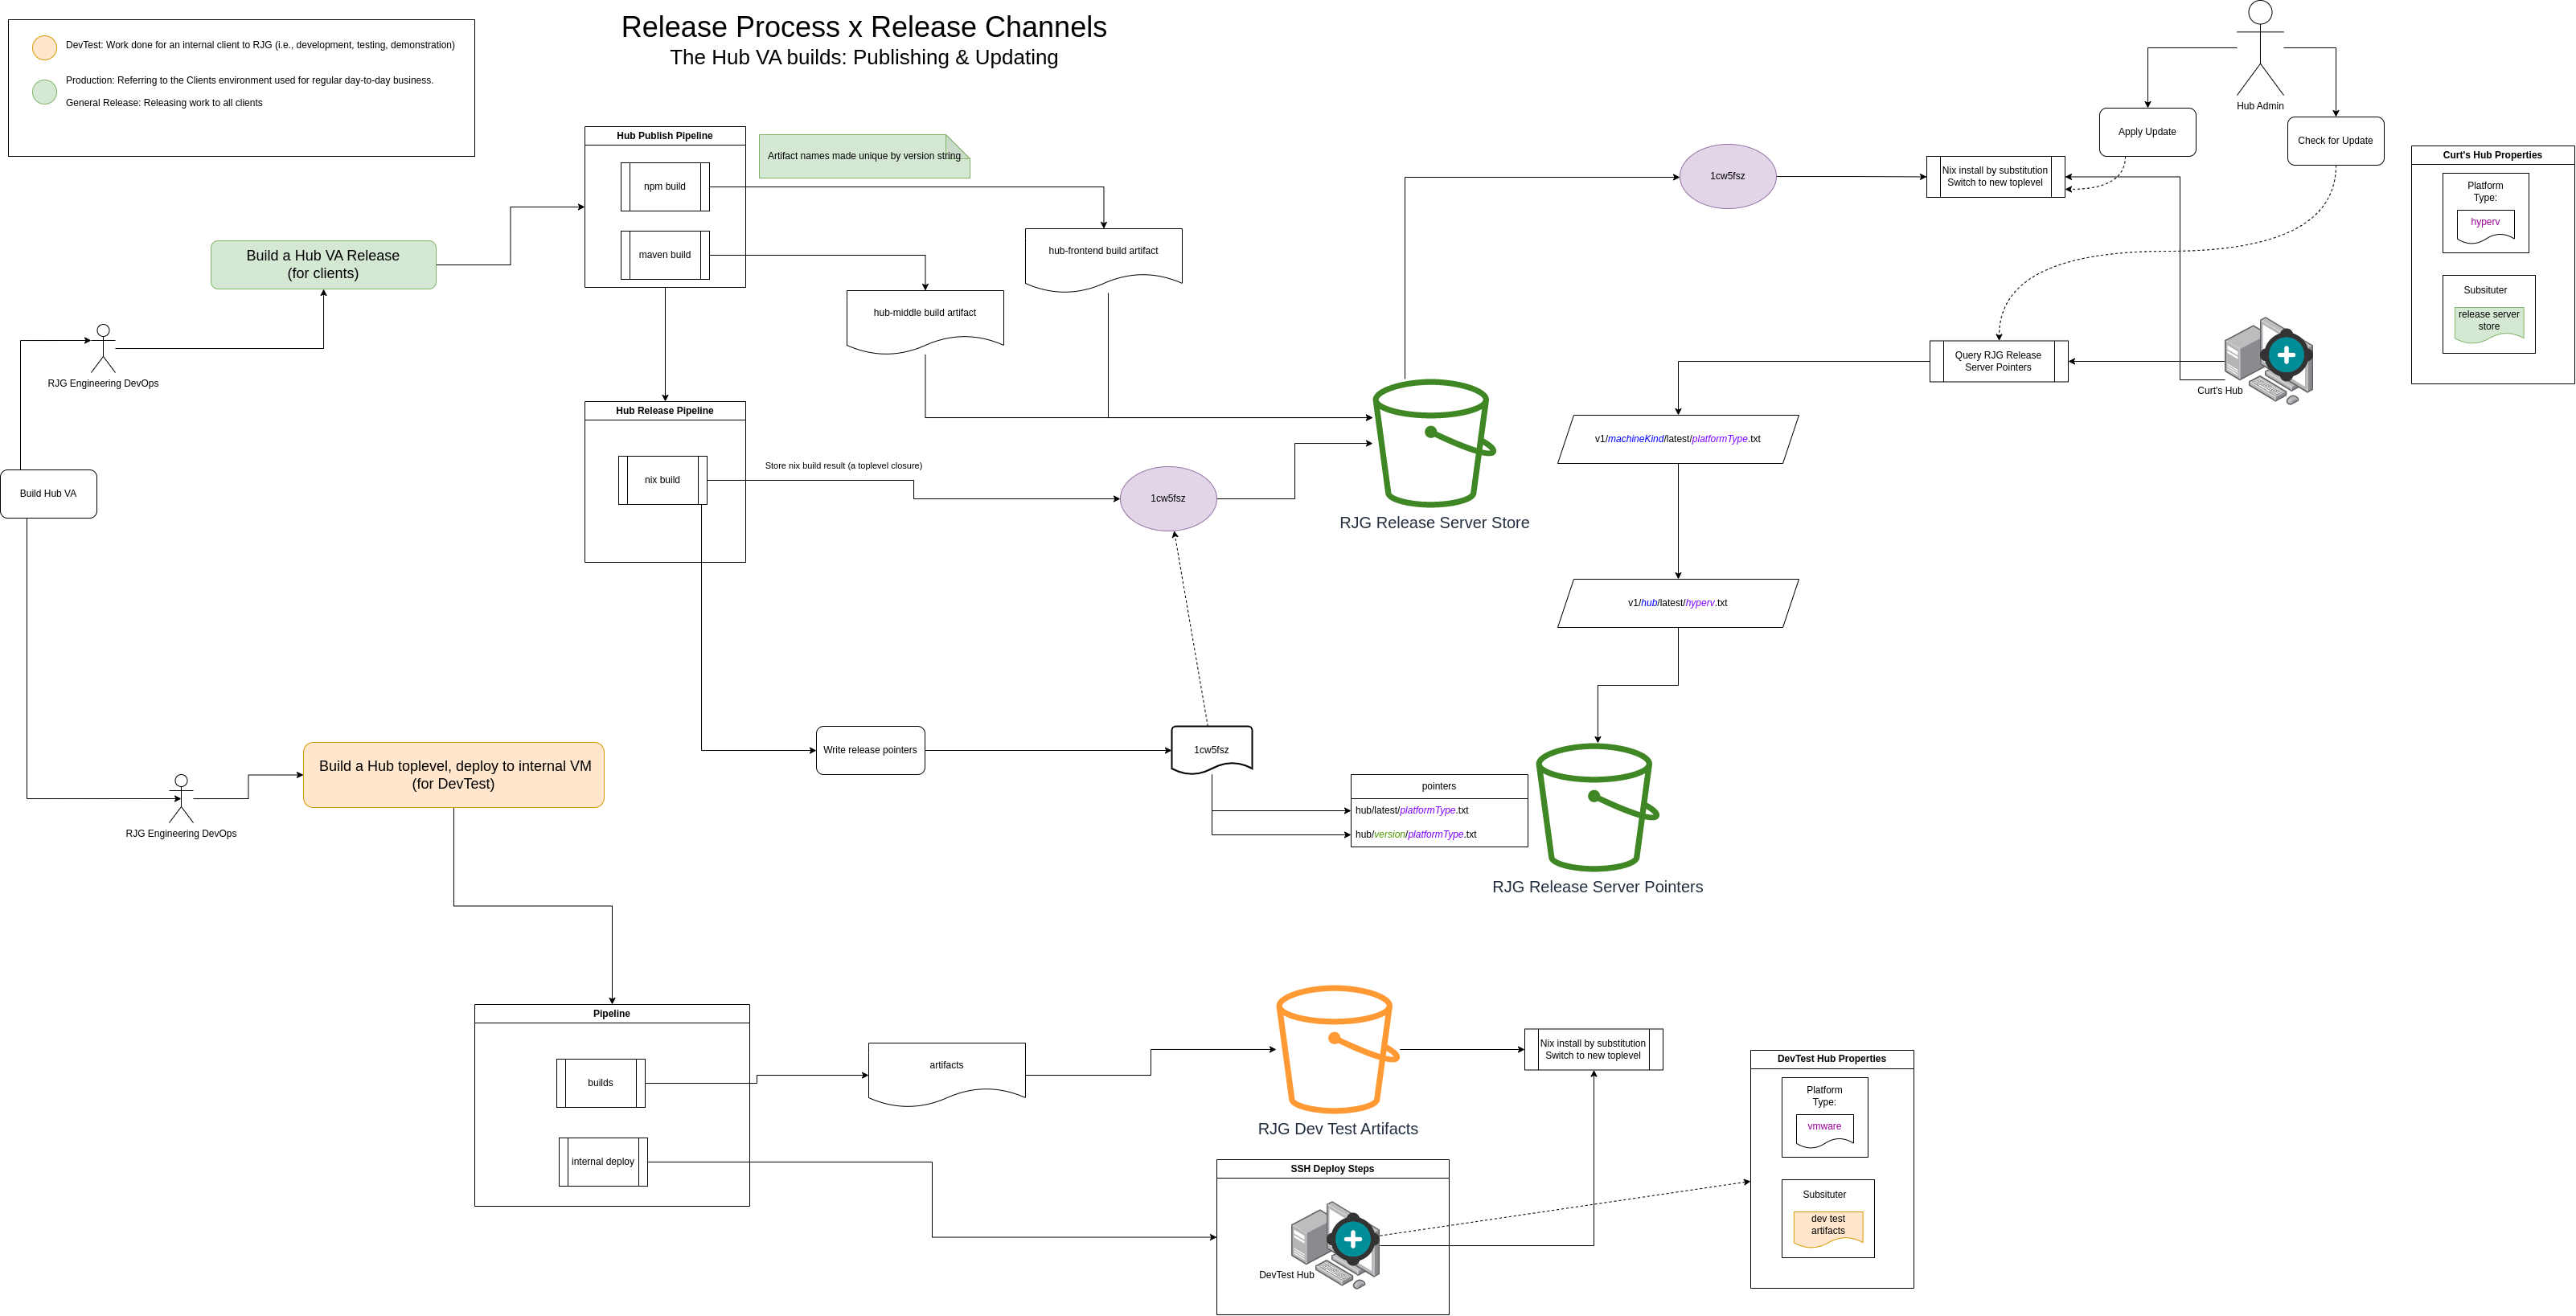 Release Process x Release Channels
The Hub VA builds: Publishing & Updating
DevTest: Work done for an internal client to RJG (i.e., development, testing, demonstration)
Production: Referring to the Clients environment used for regular day-to-day business.
General Release: Releasing work to all clients
Hub Admin
Apply Update
Check for Update
Hub Publish Pipeline
npm build
maven build
Artifact names made unique by version string
hub-frontend build artifact
hub-middle build artifact
1cw5fsz
Nix install by substitution
Switch to new toplevel
Curt's Hub Properties
Platform
Type:
hyperv
Subsituter
release server
store
Build a Hub VA Release
(for clients)
RJG Engineering DevOps
Build Hub VA
Hub Release Pipeline
nix build
Store nix build result (a toplevel closure)
1cw5fsz
RJG Release Server Store
Query RJG Release
Server Pointers
Curt's Hub
v1/machineKind/latest/platformType.txt
v1/hub/latest/hyperv.txt
Write release pointers
1cw5fsz
pointers
hub/latest/platformType.txt
hub/version/platformType.txt
RJG Release Server Pointers
Build a Hub toplevel, deploy to internal VM
(for DevTest)
RJG Engineering DevOps
Pipeline
builds
internal deploy
artifacts
RJG Dev Test Artifacts
Nix install by substitution
Switch to new toplevel
SSH Deploy Steps
DevTest Hub
DevTest Hub Properties
Platform
Type:
vmware
Subsituter
dev test
artifacts